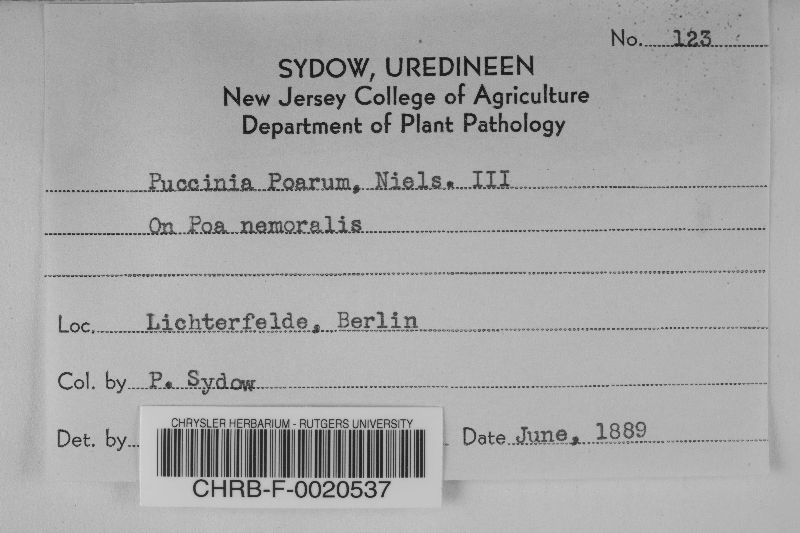 No. 123
SYDOW, UREDINEEN
New Jersey College of Agriculture
Department of Plant Pathology
Puccinia Poarum, Niels. III
On Poa nemoralis
Loc. Lichterfelde, Berlin
Col. by P. Sydow
Det. by
Date June, 1889
CHRYSLER HERBARIUM - RUTGERS UNIVERSITY
CHRB-F-0020537